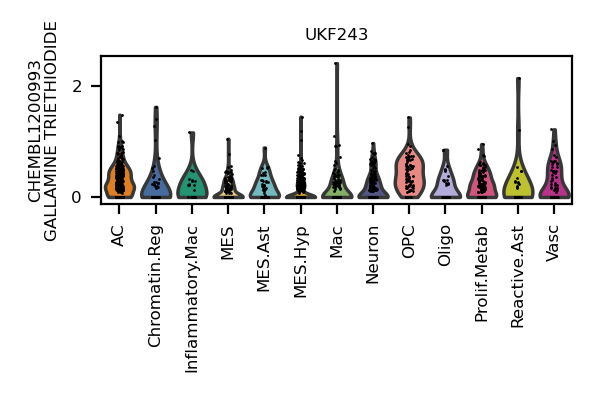 UKF243
CHEMBL1200993
GALLAMINE TRIETHIODIDE
2
0
AC
Chromatin.Reg
Inflammatory.Mac
MES
MES.Ast
MES.Hyp
Mac
Neuron
OPC
Oligo
Prolif.Metab
Reactive.Ast
Vasc